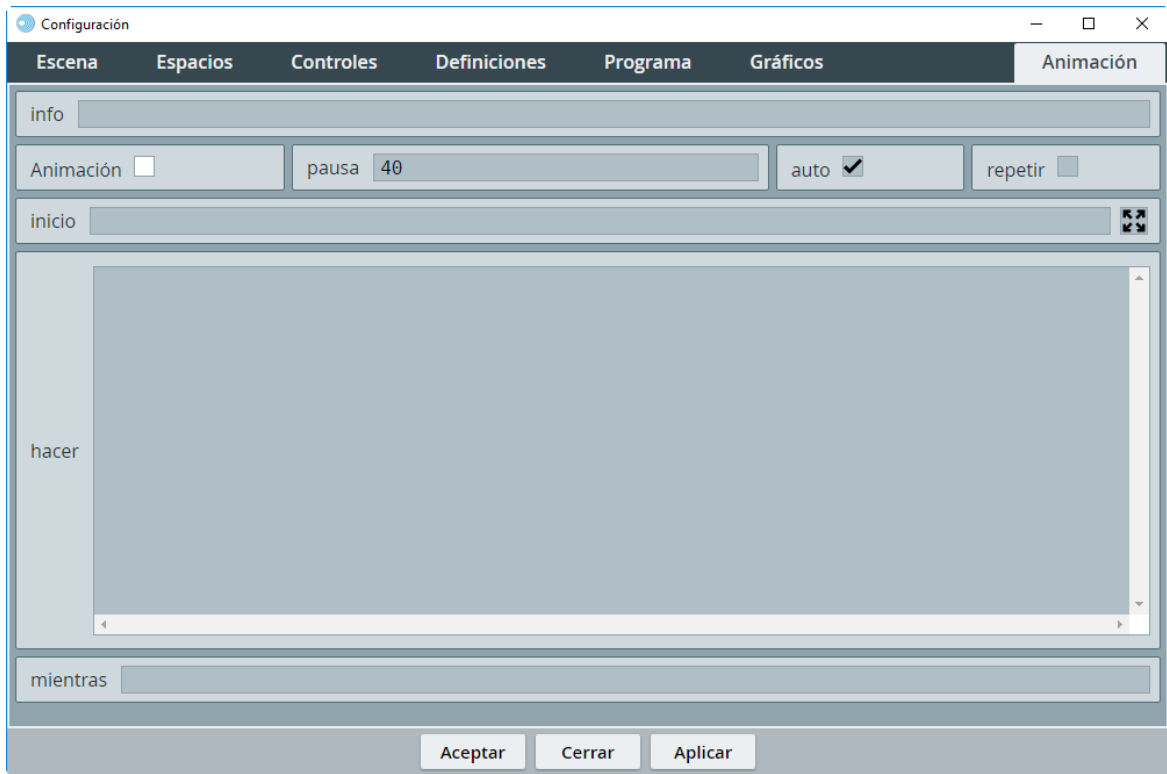 Configuración
Escena Espacios Controles Definiciones Programa Gráficos Animación
info
Animación pausa 40 auto repetir
inicio
hacer
mientras
Aceptar Cerrar Aplicar